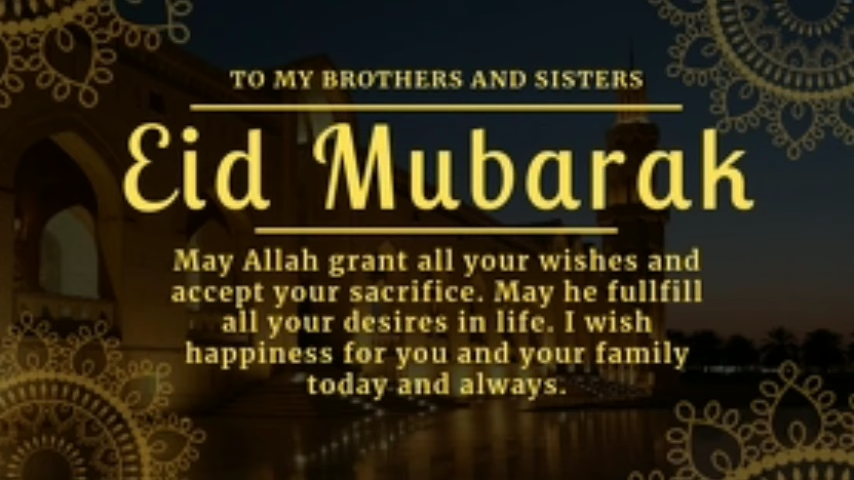 TO MY BROTHERS AND SISTERS
Eid Mubarak
May Allah grant all your wishes and
accept your sacrifice. May he fullfill
all your desires in life. I wish
happiness for you and your family
today and always.